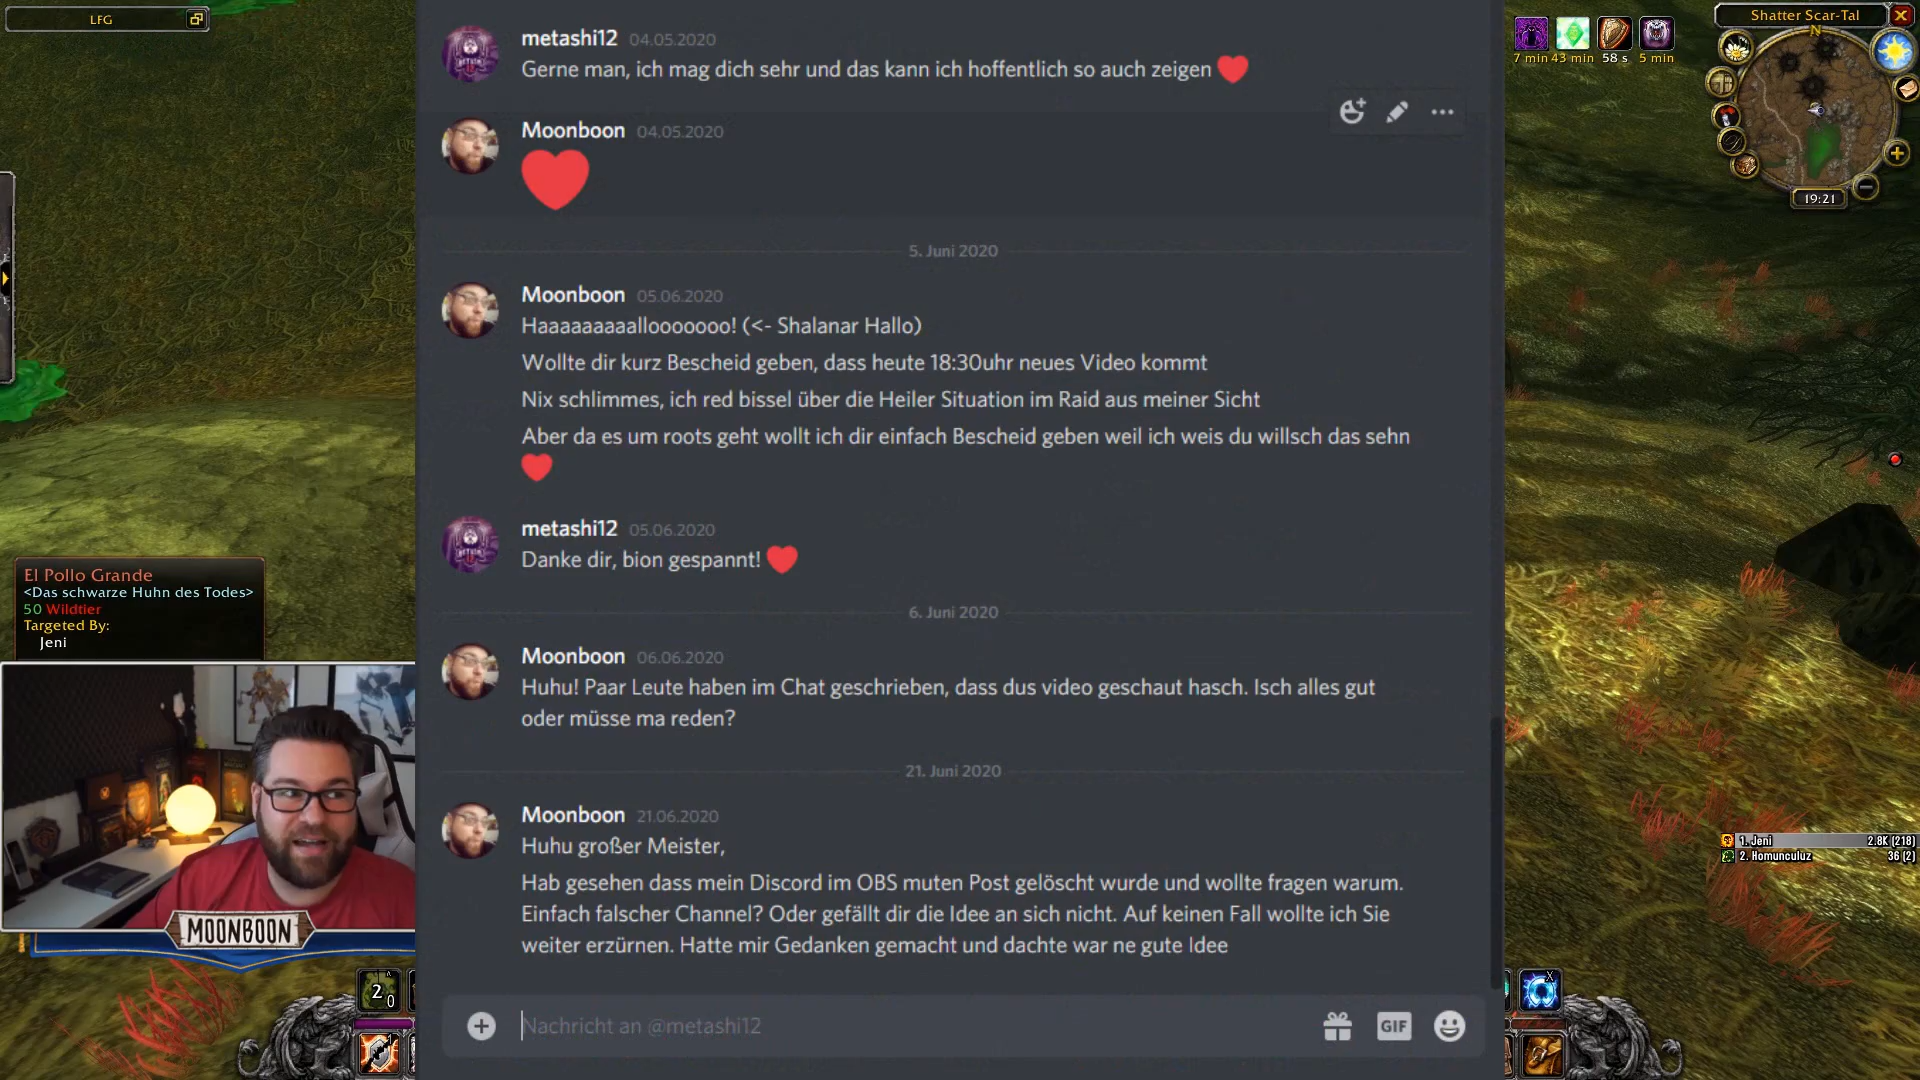 LFG
metashi12 04.05.2020
Gerne man, ich mag dich sehr und das kann ich hoffentlich so auch zeigen
Moonboon 04.05.2020
5. Juni 2020
Moonboon 05.06.2020
Haaaaaaaaallooooooo! (<- Shalanar Hallo)
Wollte dir kurz Bescheid geben, dass heute 18:30uhr neues Video kommt
Nix schlimmes, ich red bissel über die Heiler Situation im Raid aus meiner Sicht
Aber da es um roots geht wollt ich dir einfach Bescheid geben weil ich weis du willsch das sehn
metashi12 05.06.2020
Danke dir, bion gespannt!
6. Juni 2020
Moonboon 06.06.2020
Huhu! Paar Leute haben im Chat geschrieben, dass dus video geschaut hasch. Isch alles gut
oder müsse ma reden?
21. Juni 2020
Moonboon 21.06.2020
Huhu großer Meister,
Hab gesehen dass mein Discord im OBS muten Post gelöscht wurde und wollte fragen warum.
Einfach falscher Channel? Oder gefällt dir die Idee an sich nicht. Auf keinen Fall wollte ich Sie
weiter erzürnen. Hatte mir Gedanken gemacht und dachte war ne gute Idee
Nachricht an @metashi12
GIF
El Pollo Grande
<Das schwarze Huhn des Todes>
50 Wildtier
Targeted By:
Jeni
MOONBOON
2 0
7 min 43 min 58 s 5 min
Shatter Scar-Tal
N
19:21
1. Jeni 2.8K (218)
2. Homunculuz 36 (2)
X